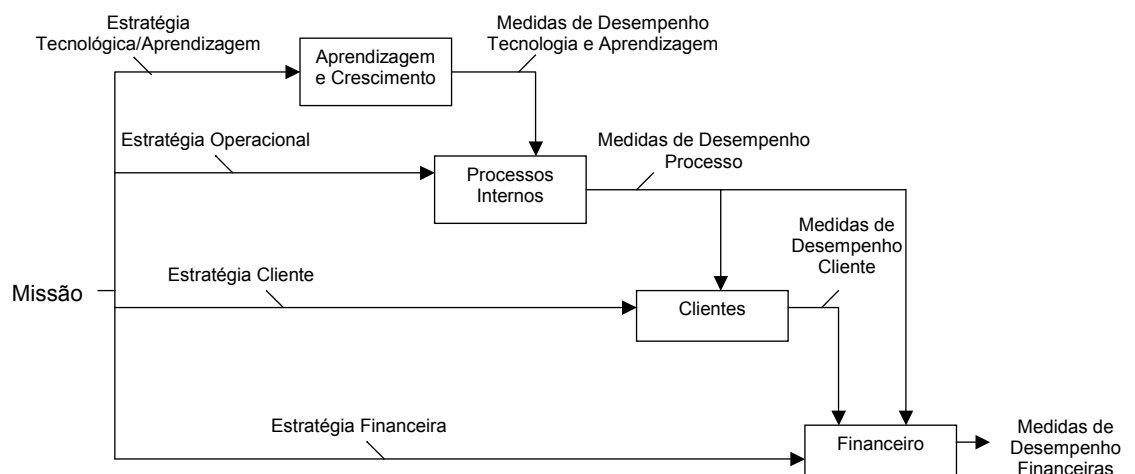 Estratégia
Tecnológica/Aprendizagem
Medidas de Desempenho
Tecnologia e Aprendizagem
Aprendizagem
e Crescimento
Estratégia Operacional
Medidas de Desempenho
Processo
Processos
Internos
Medidas de
Desempenho
Cliente
Estratégia Cliente
Missão
Clientes
Estratégia Financeira
Financeiro
Medidas de
Desempenho
Financeiras